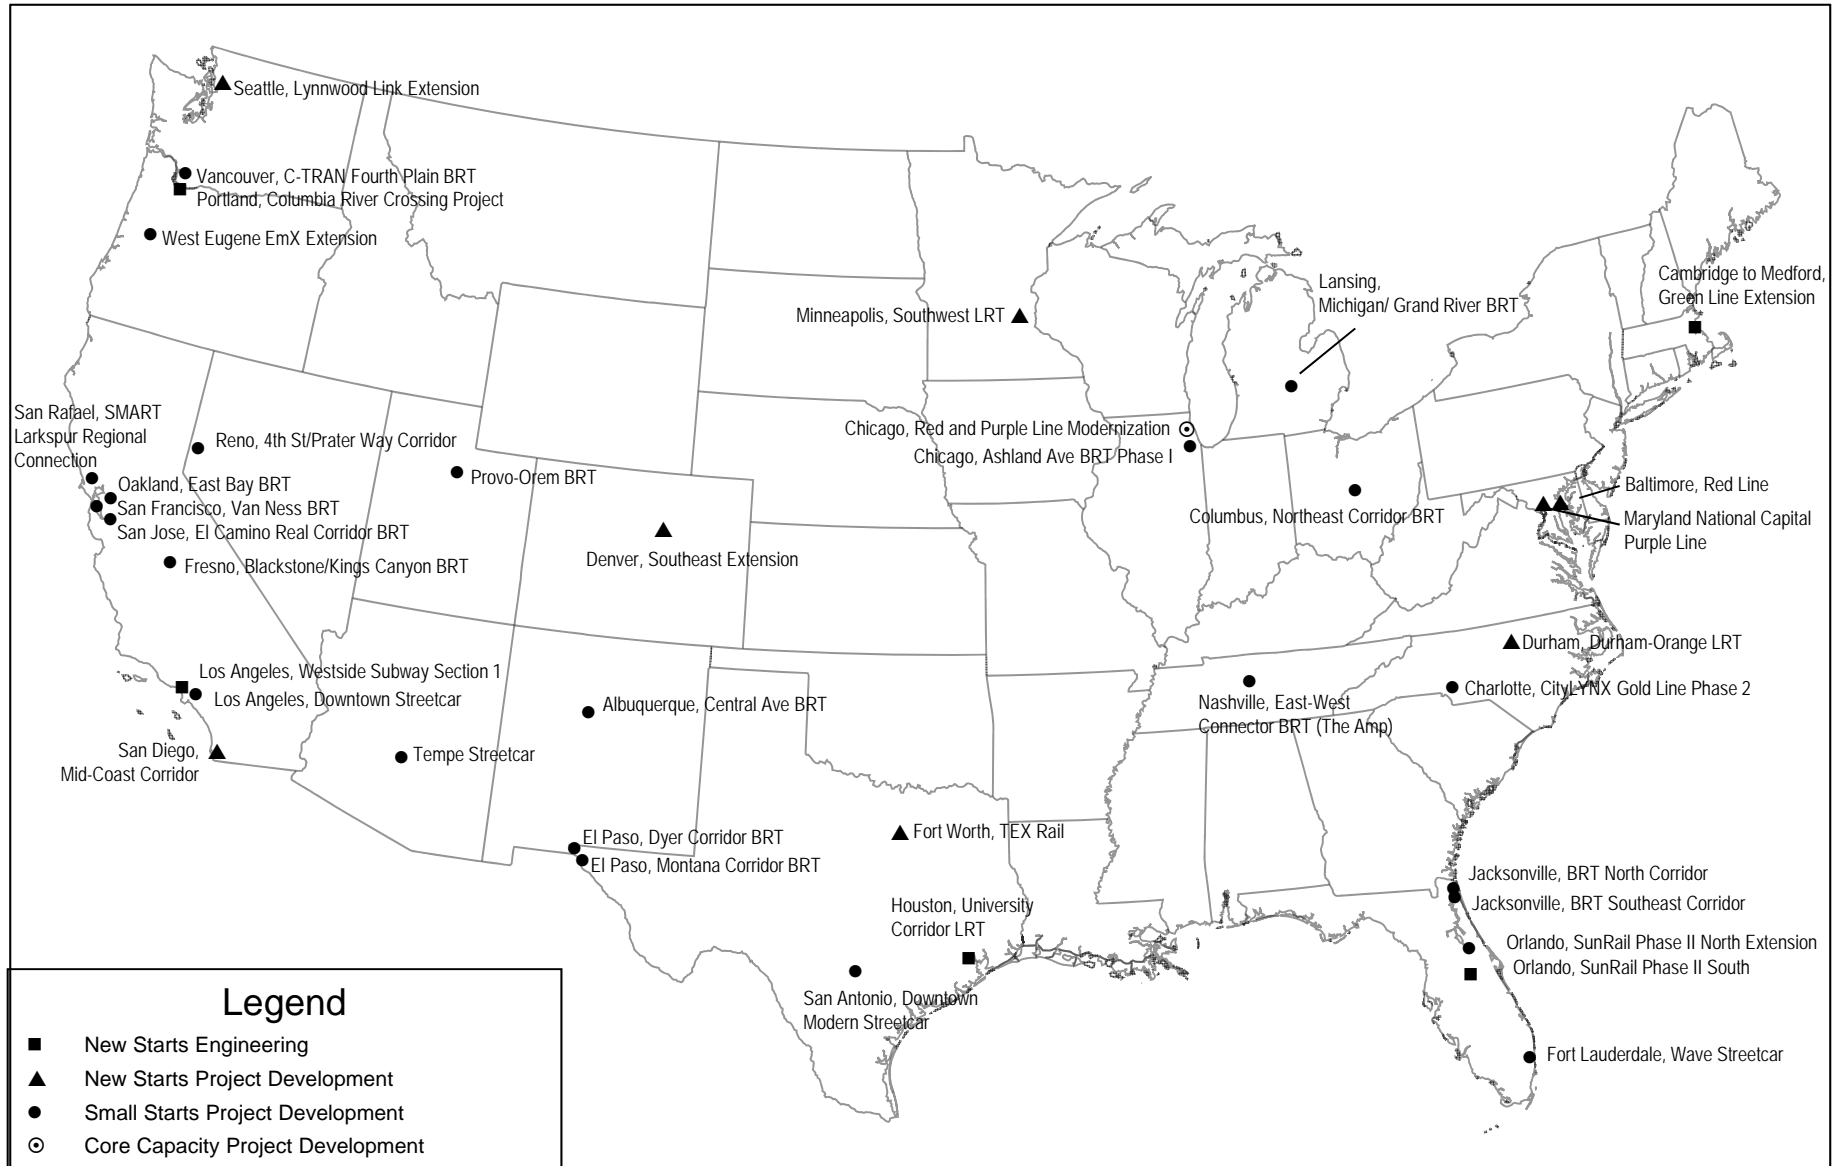 Seattle, Lynnwood Link Extension
Vancouver, C-TRAN Fourth Plain BRT
Portland, Columbia River Crossing Project
West Eugene EmX Extension
Minneapolis, Southwest LRT
Lansing,
Michigan/ Grand River BRT
Cambridge to Medford,
Green Line Extension
San Rafael, SMART
Larkspur Regional
Connection
Reno, 4th St/Prater Way Corridor
Provo-Orem BRT
Oakland, East Bay BRT
San Francisco, Van Ness BRT
San Jose, El Camino Real Corridor BRT
Fresno, Blackstone/Kings Canyon BRT
Denver, Southeast Extension
Chicago, Red and Purple Line Modernization
Chicago, Ashland Ave BRT Phase I
Columbus, Northeast Corridor BRT
Baltimore, Red Line
Maryland National Capital
Purple Line
Los Angeles, Westside Subway Section 1
Los Angeles, Downtown Streetcar
San Diego,
Mid-Coast Corridor
Albuquerque, Central Ave BRT
Tempe Streetcar
Durham, Durham-Orange LRT
Charlotte, CityLYNX Gold Line Phase 2
Nashville, East-West
Connector BRT (The Amp)
El Paso, Dyer Corridor BRT
El Paso, Montana Corridor BRT
Fort Worth, TEX Rail
Houston, University
Corridor LRT
San Antonio, Downtown
Modern Streetcar
Jacksonville, BRT North Corridor
Jacksonville, BRT Southeast Corridor
Orlando, SunRail Phase II North Extension
Orlando, SunRail Phase II South
Fort Lauderdale, Wave Streetcar
Legend
New Starts Engineering
New Starts Project Development
Small Starts Project Development
Core Capacity Project Development